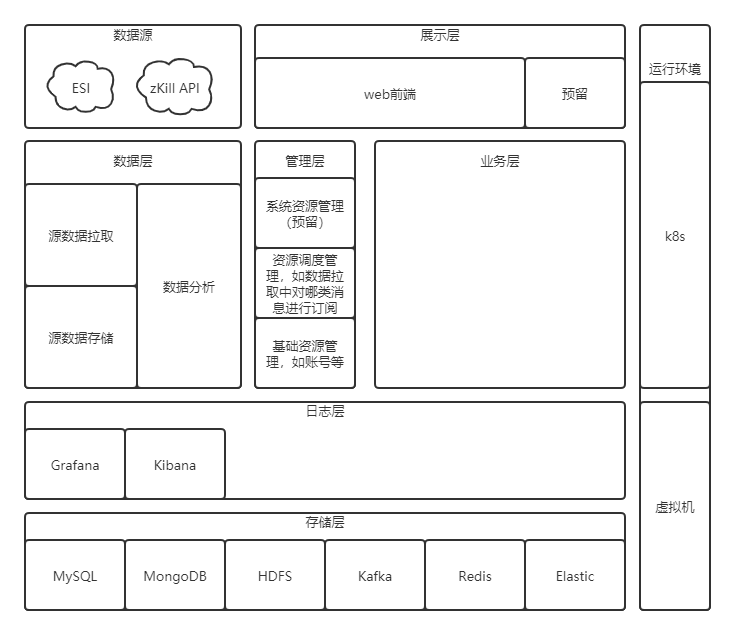 数据源
ESI
zKill API
展示层
web前端
预留
运行环境
k8s
虚拟机
数据层
源数据拉取
源数据存储
数据分析
管理层
系统资源管理
（预留）
资源调度管
理，如数据拉
取中对哪类消
息进行订阅
基础资源管
理，如账号等
业务层
日志层
Grafana
Kibana
存储层
MySQL
MongoDB
HDFS
Kafka
Redis
Elastic